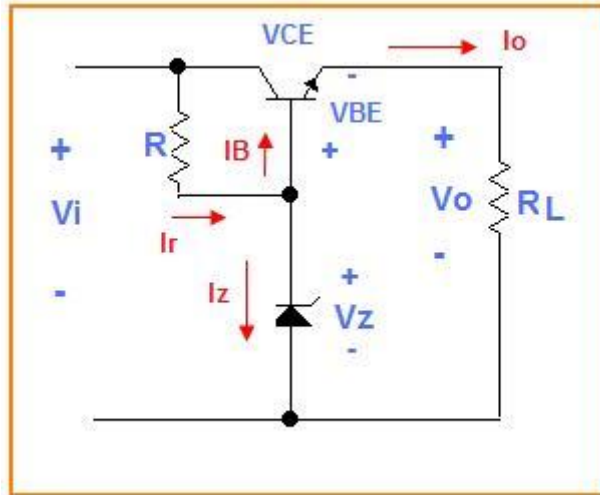 VCE
Io
-
VBE
+
R
IB
+
+
Vi
Vo
RL
Ir
-
-
Iz
+
Vz
-